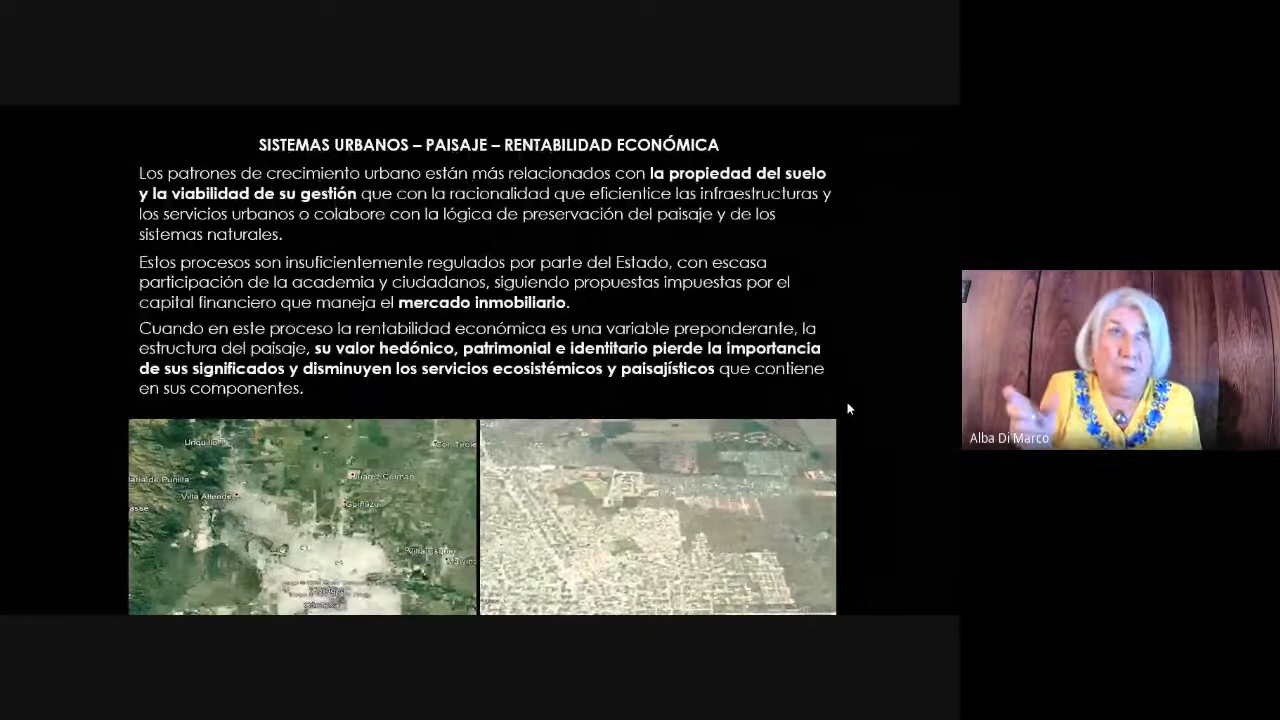 SISTEMAS URBANOS – PAISAJE – RENTABILIDAD ECONÓMICA
Los patrones de crecimiento urbano están más relacionados con la propiedad del suelo
y la viabilidad de su gestión que con la racionalidad que eficientice las infraestructuras y
los servicios urbanos o colabore con la lógica de preservación del paisaje y de los
sistemas naturales.
Estos procesos son insuficientemente regulados por parte del Estado, con escasa
participación de la academia y ciudadanos, siguiendo propuestas impuestas por el
capital financiero que maneja el mercado inmobiliario.
Cuando en este proceso la rentabilidad económica es una variable preponderante, la
estructura del paisaje, su valor hedónico, patrimonial e identitario pierde la importancia
de sus significados y disminuyen los servicios ecosistémicos y paisajísticos que contiene
en sus componentes.
Unquillo
Juárez Celman
Villa Allende
Guiñazú
Alba Di Marco